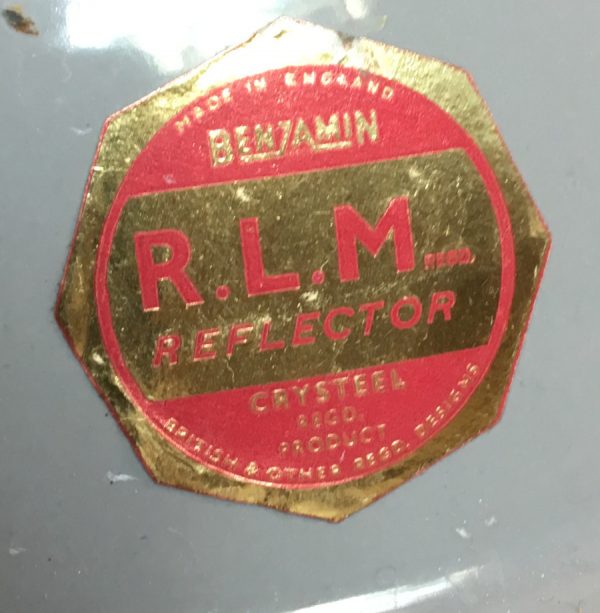 MADE IN ENGLAND
BENJAMIN
R.L.M REGD.
REFLECTOR
CRYSTEEL
REGD.
PRODUCT
BRITISH & OTHER REGD. DESIGNS